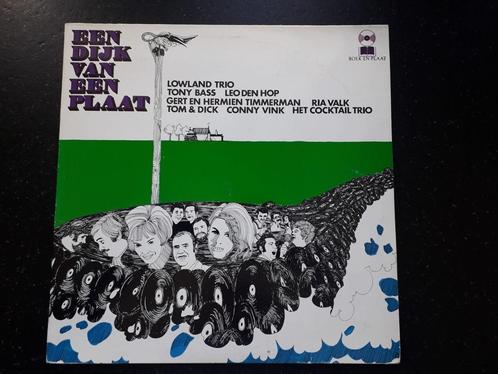 EEN
DIJK
VAN
EEN
PLAAT
LOWLAND TRIO
TONY BASS LEO DEN HOP
GERT EN HERMIEN TIMMERMAN RIA VALK
TOM & DICK CONNY VINK HET COCKTAIL TRIO
BOEK EN PLAAT